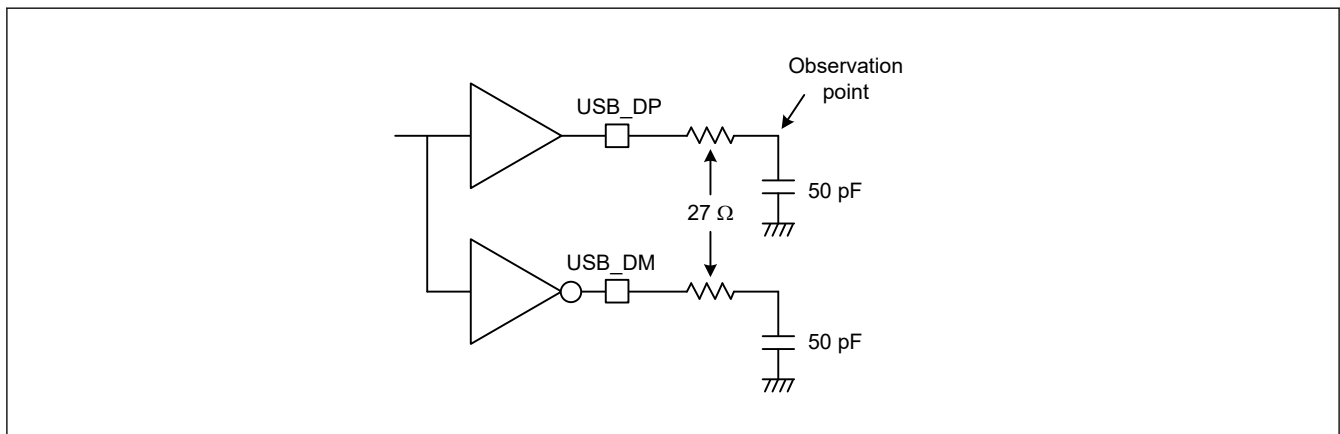 Observation
point
USB_DP
50 pF
27 Ω
USB_DM
50 pF